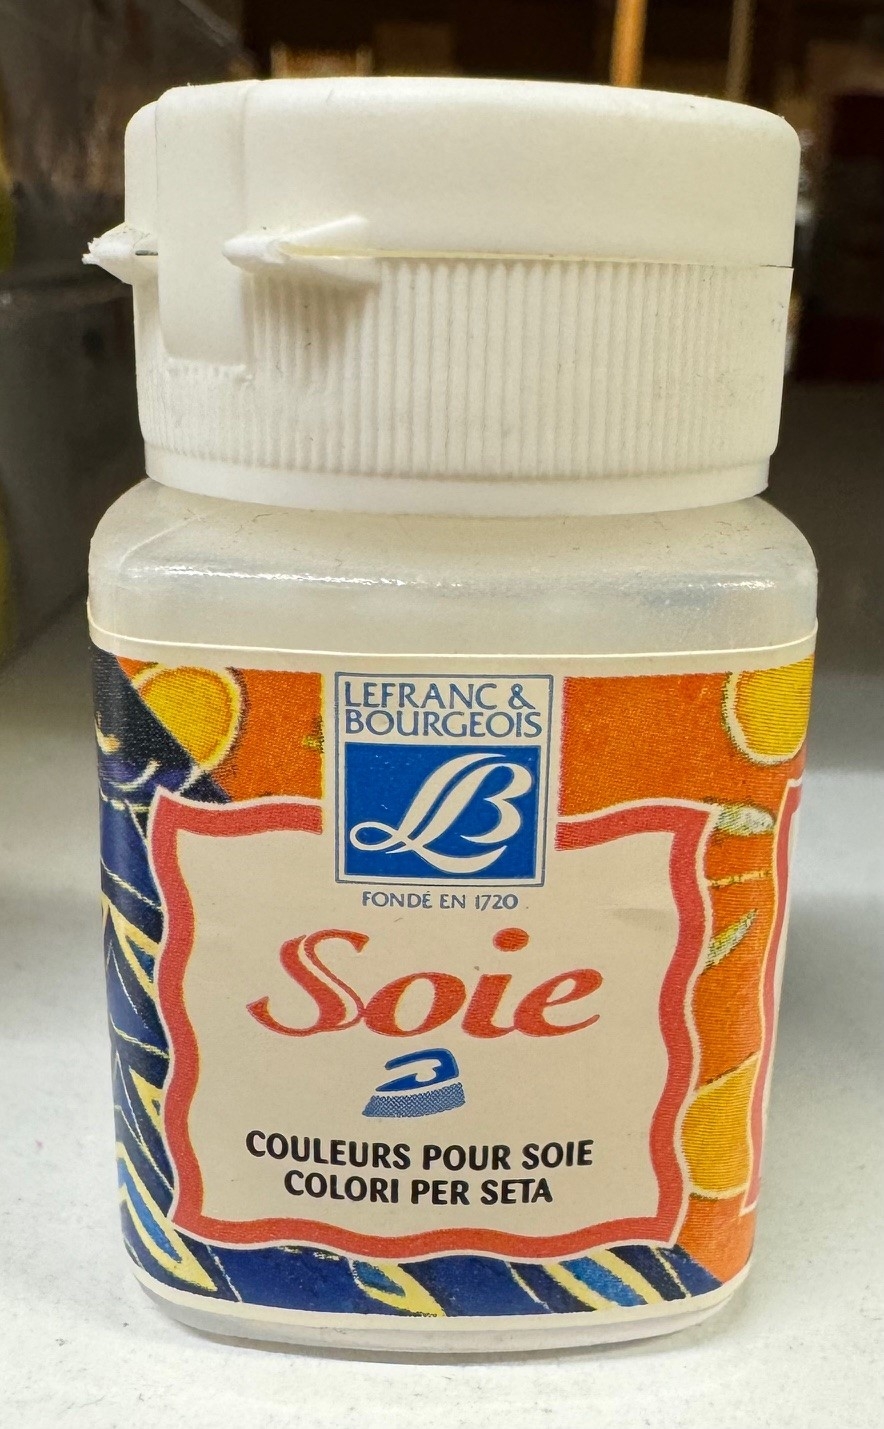 LEFRANC &
BOURGEOIS
LB
FONDÉ EN 1720
Soie
COULEURS POUR SOIE
COLORI PER SETA